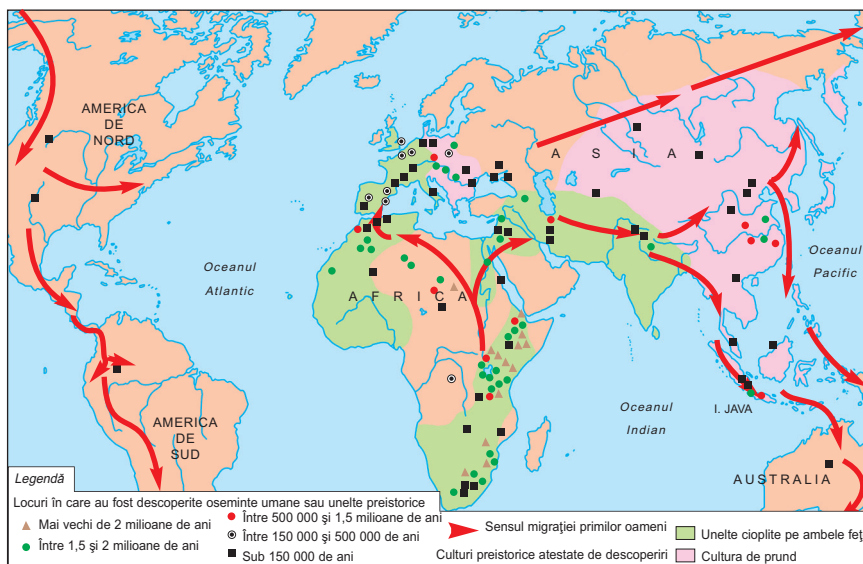 AMERICA
DE
NORD
A S I A
Oceanul
Pacific
Oceanul
Atlantic
A F R I C A
Oceanul
Indian
I. JAVA
AMERICA
DE
SUD
AUSTRALIA
Legendă
Locuri în care au fost descoperite oseminte umane sau unelte preistorice
Mai vechi de 2 milioane de ani
Între 1,5 şi 2 milioane de ani
Între 500 000 şi 1,5 milioane de ani
Între 150 000 şi 500 000 de ani
Sub 150 000 de ani
Sensul migraţiei primilor oameni
Culturi preistorice atestate de descoperiri
Unelte cioplite pe ambele feţ
Cultura de prund